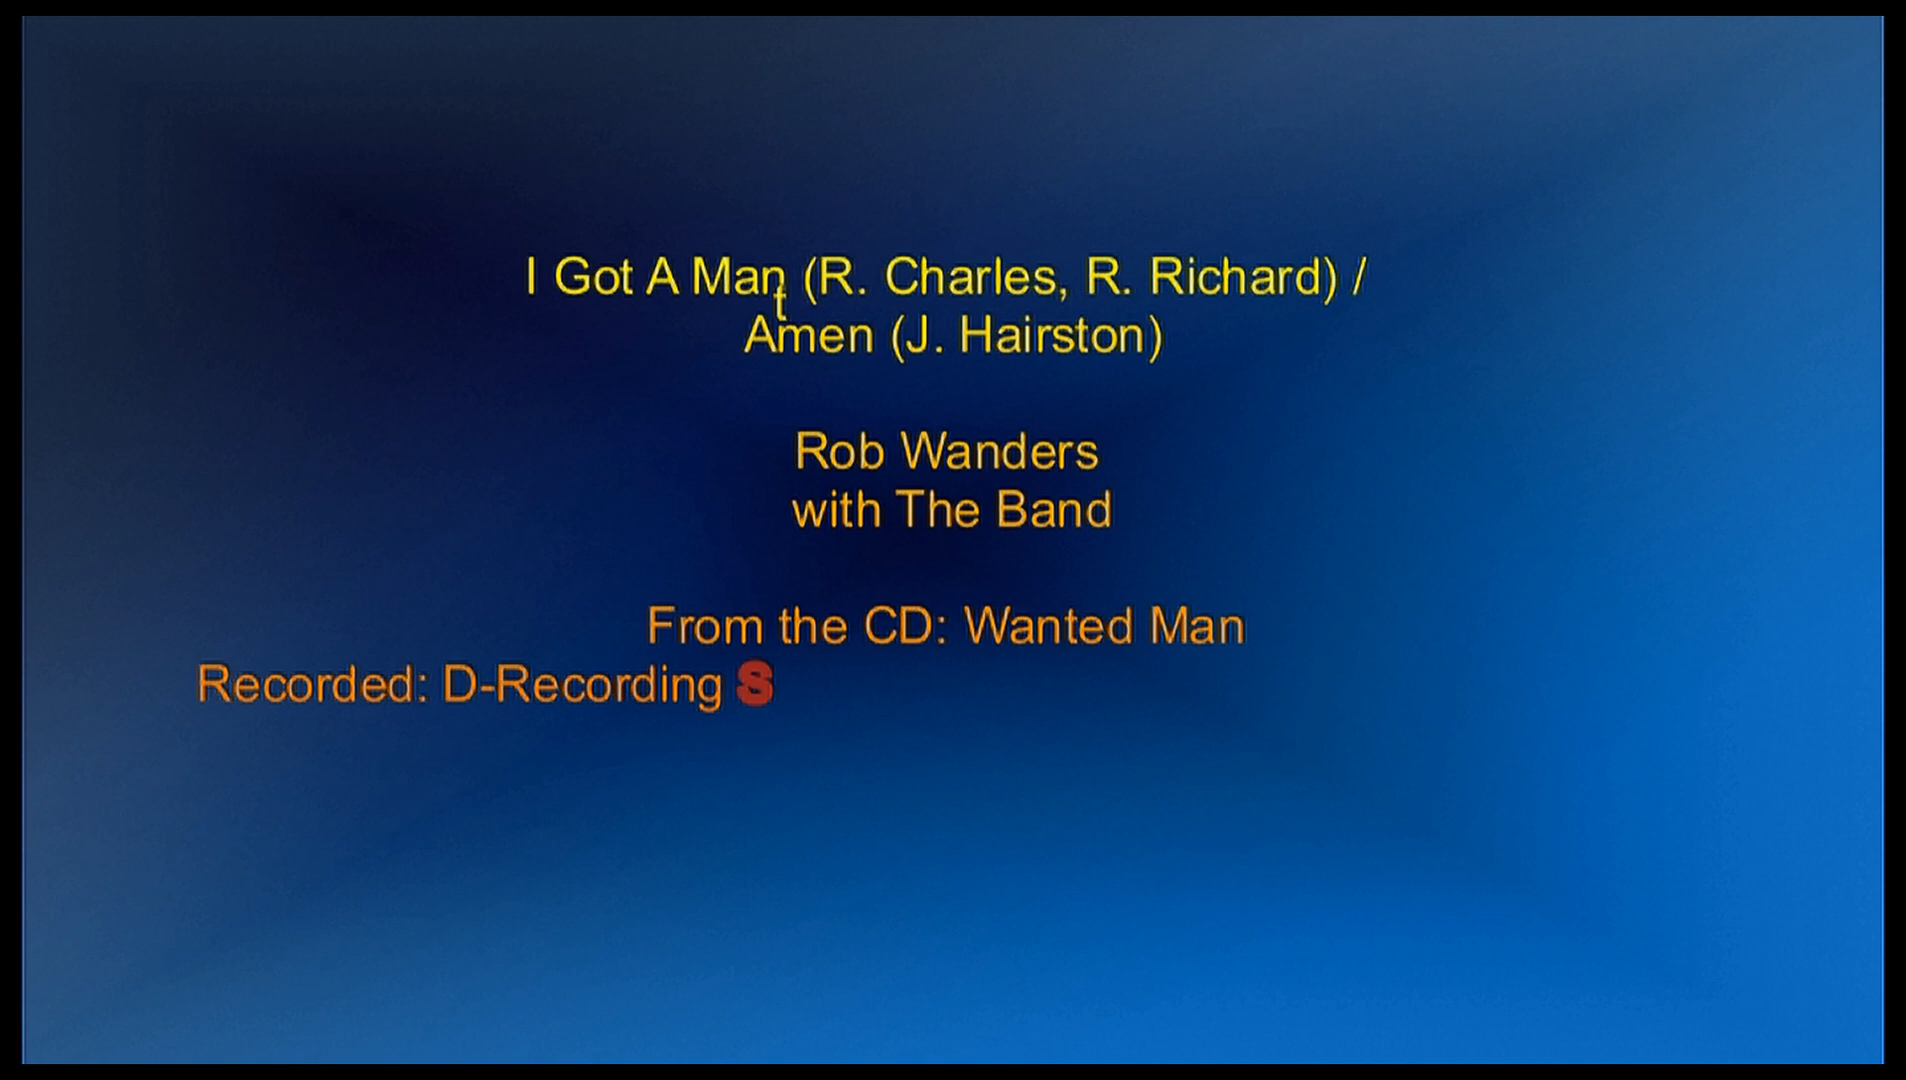 I Got A Man (R. Charles, R. Richard) /
t
Amen (J. Hairston)
Rob Wanders
with The Band
From the CD: Wanted Man
Recorded: D-Recording S